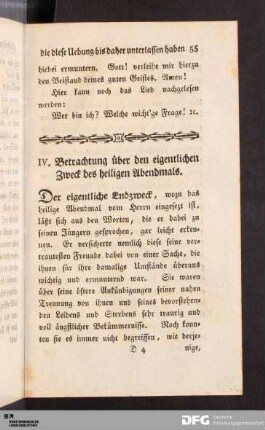 die diese Uebung bis daher unterlassen haben 55
hiebei ermuntern. Gott! verleihe mir hierzu
den Beistand deines guten Geistes, Amen!
Hier kann noch das Lied nachgelesen
werden:
Wer bin ich? Welche wicht'ge Frage! ꝛc.
IV. Betrachtung über den eigentlichen
Zweck des heiligen Abendmals.
Der eigentliche Endzweck, wozu das
heilige Abendmal vom Herrn eingesezt ist,
läßt sich aus den Worten, die er dabei zu
seinen Jüngern gesprochen, gar leicht erken-
nen. Er versicherte nemlich diese seine ver-
trautesten Freunde dabei von einer Sache, die
ihnen für ihre damalige Umstände überaus
wichtig und ermunternd war. Sie waren
über seine öftere Ankündigungen seiner nahen
Trennung von ihnen und seines bevorstehen-
den Leidens und Sterbens sehr traurig und
voll ängstlicher Bekümmernisse. Noch konn-
ten sie es immer nicht begreiffen, wie derje-
D 4 nige,
WÜRTTEMBERGISCHE
LANDESBIBLIOTHEK
DFG Deutsche
Forschungsgemeinschaft